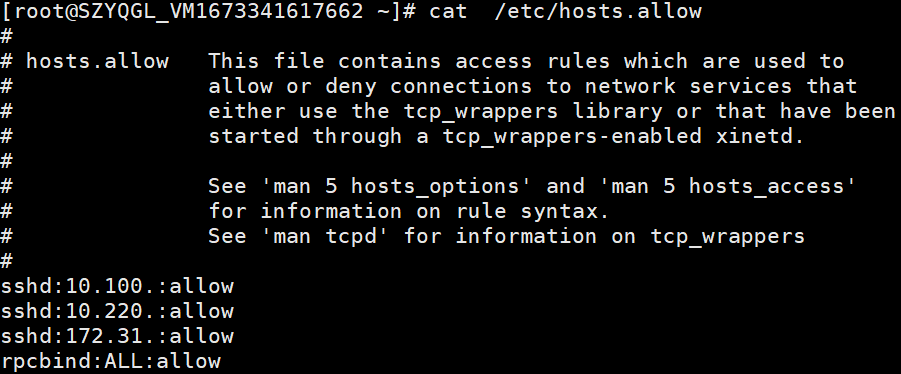 [root@SZYQGL_VM1673341617662 ~]# cat  /etc/hosts.allow
#
# hosts.allow   This file contains access rules which are used to
#               allow or deny connections to network services that
#               either use the tcp_wrappers library or that have been
#               started through a tcp_wrappers-enabled xinetd.
#
#               See 'man 5 hosts_options' and 'man 5 hosts_access'
#               for information on rule syntax.
#               See 'man tcpd' for information on tcp_wrappers
#
sshd:10.100.:allow
sshd:10.220.:allow
sshd:172.31.:allow
rpcbind:ALL:allow